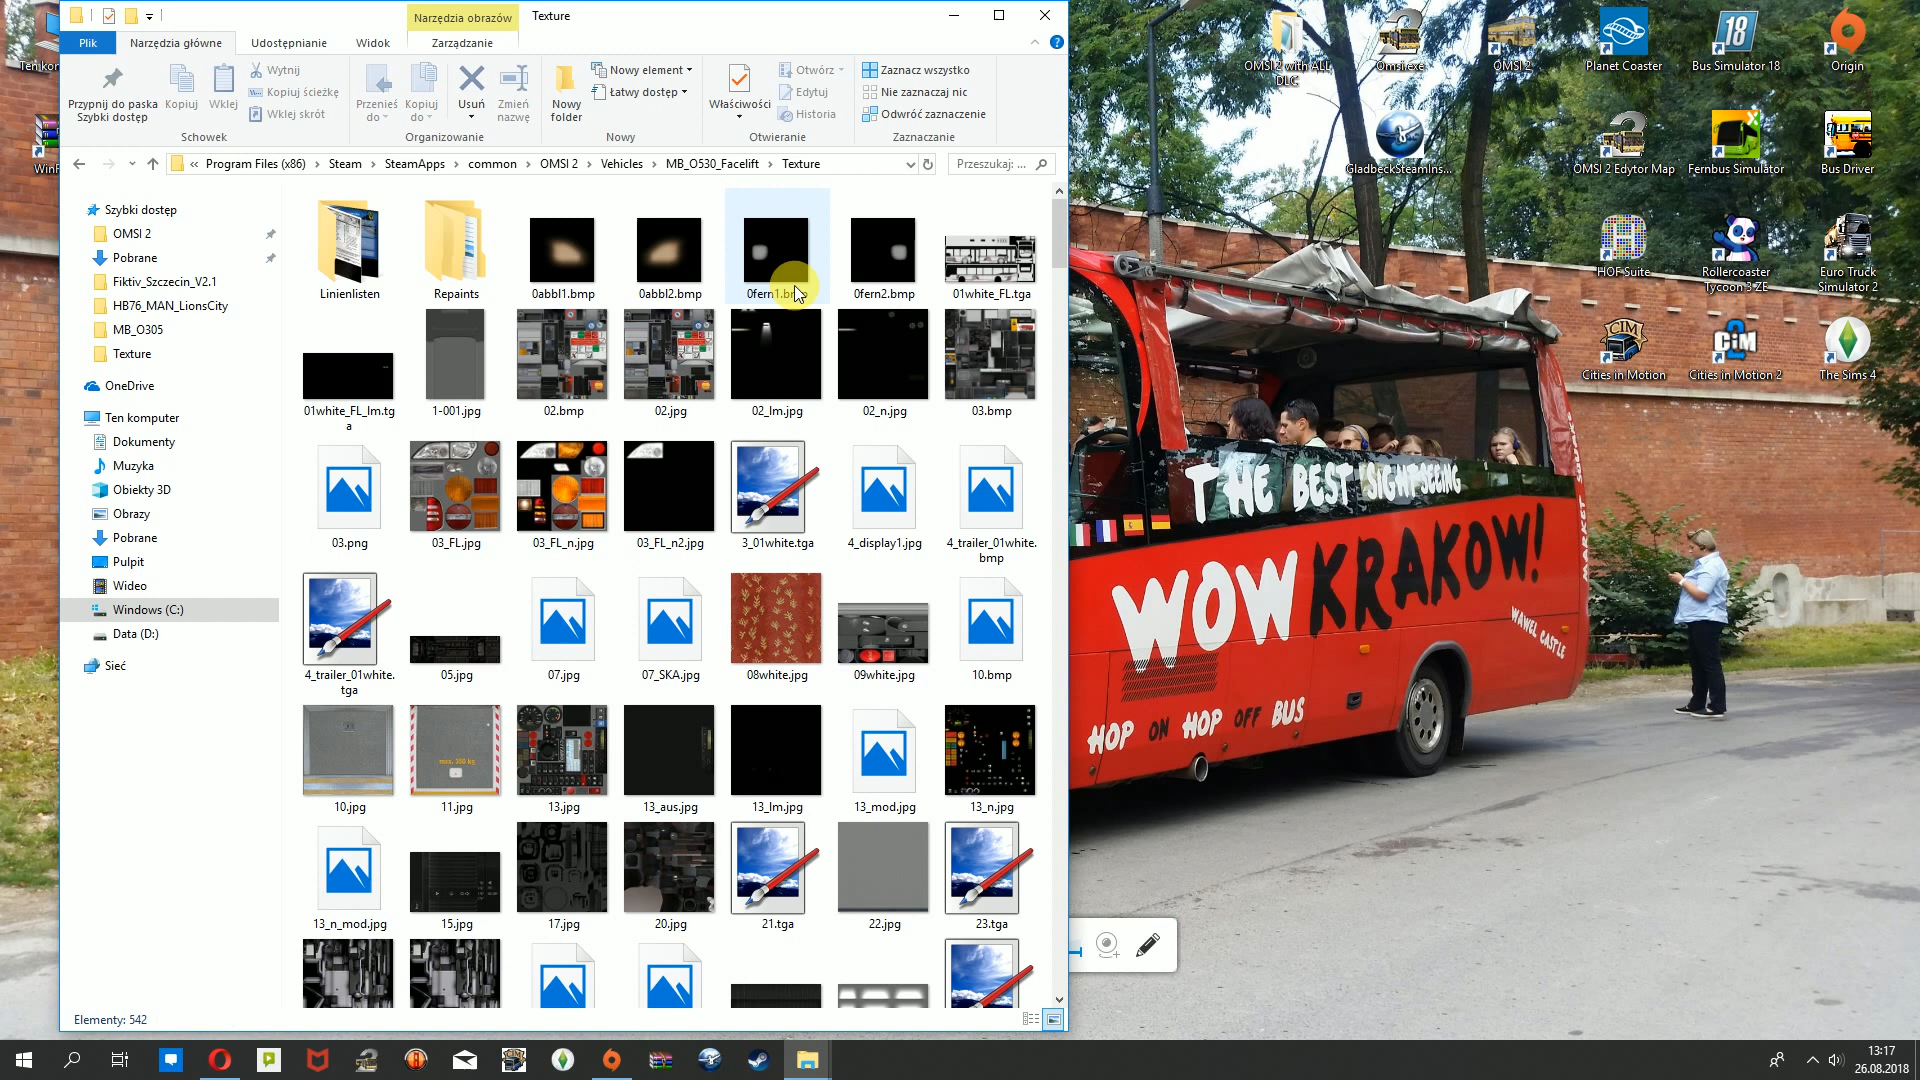 Narzędzia obrazów
Texture
Plik
Narzędzia główne
Udostępnianie
Widok
Zarządzanie
Przypnij do paska
Szybki dostęp
Kopiuj
Wklej
Wytnij
Kopiuj ścieżkę
Wklej skrót
Schowek
Przenieś
do
Kopiuj
do
Usuń
Zmień
nazwę
Organizowanie
Nowy
folder
Nowy element
Łatwy dostęp
Nowy
Właściwości
Otwórz
Edytuj
Historia
Otwieranie
Zaznacz wszystko
Nie zaznaczaj nic
Odwróć zaznaczenie
Zaznaczanie
« Program Files (x86) › Steam › SteamApps › common › OMSI 2 › Vehicles › MB_O530_Facelift › Texture
Przeszukaj: ...
Szybki dostęp
OMSI 2
Pobrane
Fiktiv_Szczecin_V2.1
HB76_MAN_LionsCity
MB_O305
Texture
OneDrive
Ten komputer
Dokumenty
Muzyka
Obiekty 3D
Obrazy
Pobrane
Pulpit
Wideo
Windows (C:)
Data (D:)
Sieć
Linienlisten
Repaints
0abbl1.bmp
0abbl2.bmp
0fern1.bmp
0fern2.bmp
01white_FL.tga
01white_FL_lm.tg
a
1-001.jpg
02.bmp
02.jpg
02_lm.jpg
02_n.jpg
03.bmp
03.png
03_FL.jpg
03_FL_n.jpg
03_FL_n2.jpg
3_01white.tga
4_display1.jpg
4_trailer_01white.
bmp
4_trailer_01white.
tga
05.jpg
07.jpg
07_SKA.jpg
08white.jpg
09white.jpg
10.bmp
10.jpg
max. 350 kg
11.jpg
13.jpg
13_aus.jpg
13_lm.jpg
13_mod.jpg
13_n.jpg
13_n_mod.jpg
15.jpg
17.jpg
20.jpg
21.tga
22.jpg
23.tga
Elementy: 542
OMSI 2 with ALL
DLC
Omsi.exe
OMSI 2
Planet Coaster
18
Bus Simulator 18
Origin
GladbeckSteamIns...
OMSI 2 Edytor Map
Fernbus Simulator
Bus Driver
HOF Suite
Rollercoaster
Tycoon 3 ZE
Euro Truck
Simulator 2
CIM
Cities in Motion
CiM
2
Cities in Motion 2
The Sims 4
THE BEST SIGHTSEEING
WOW KRAKOW!
WAWEL CASTLE
HOP ON HOP OFF BUS
13:17
26.08.2018